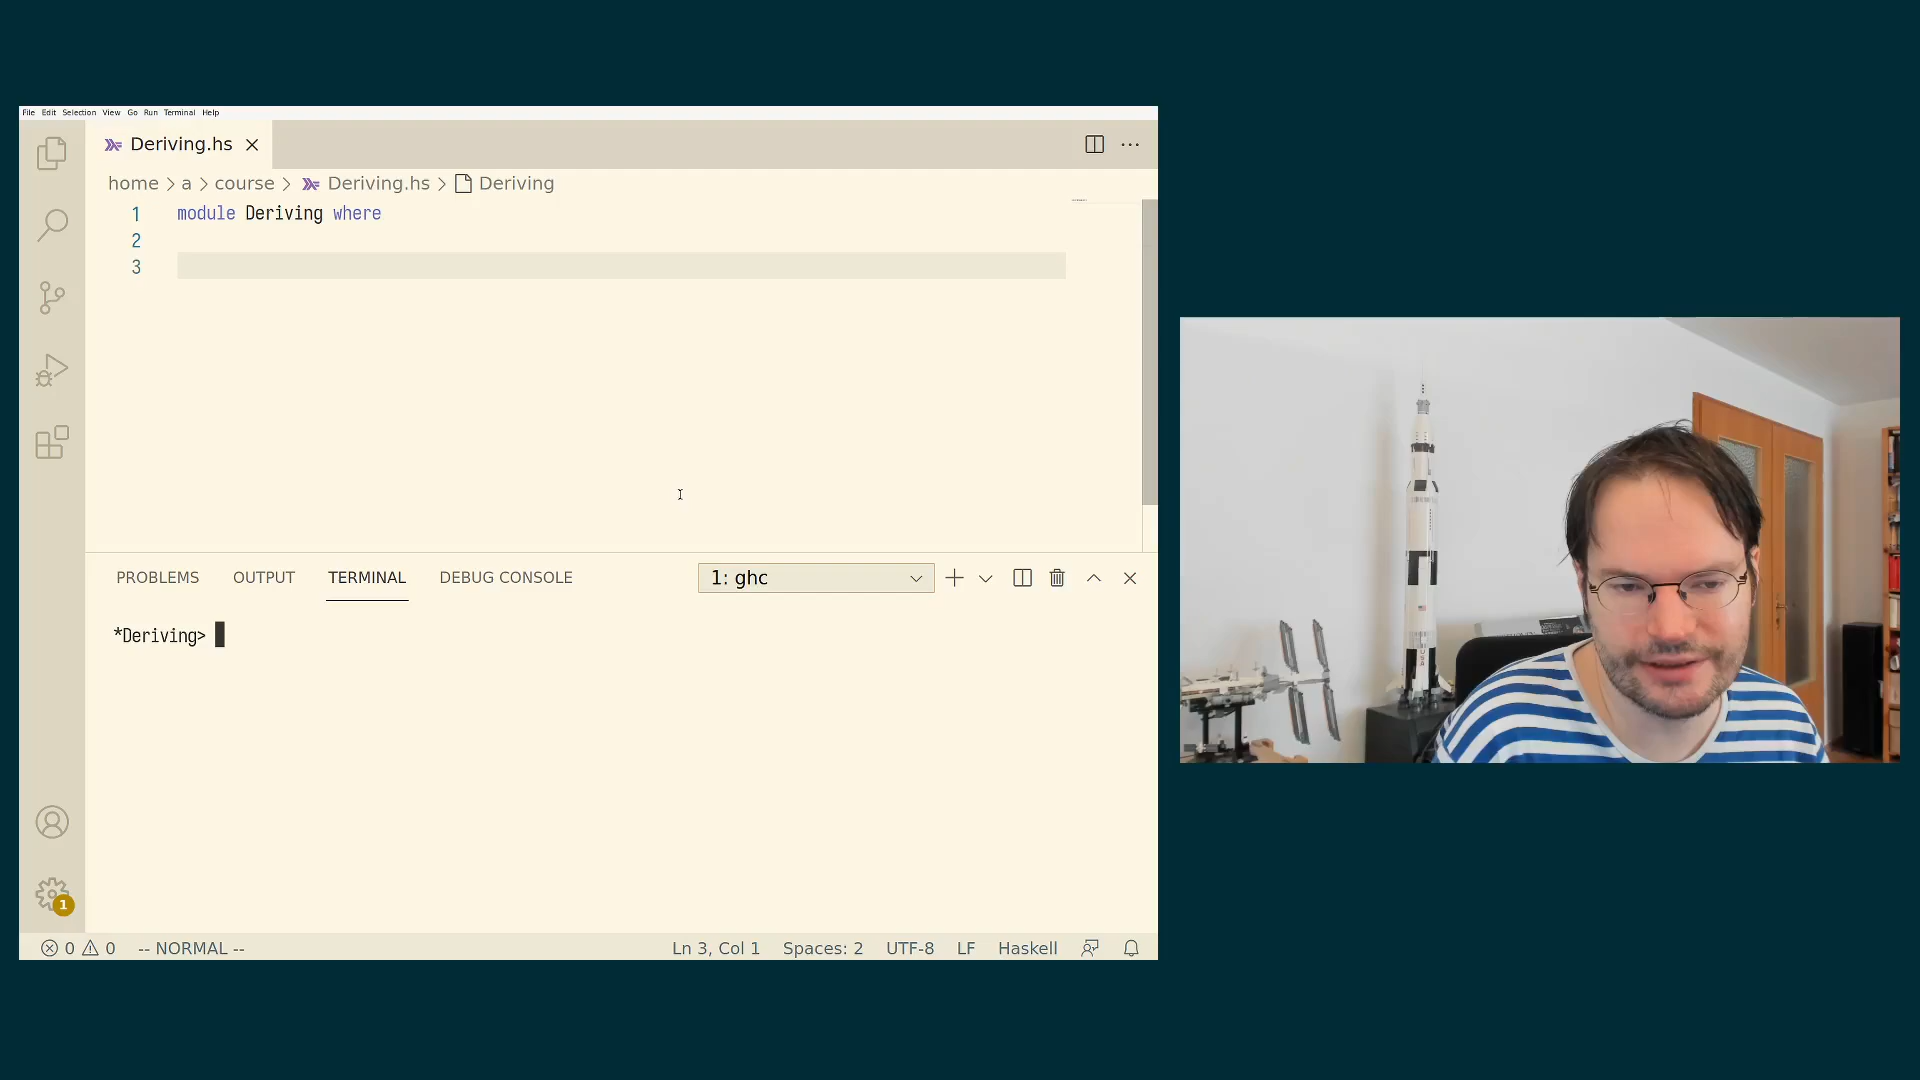 File Edit Selection View Go Run Terminal Help
Deriving.hs
home > a > course > Deriving.hs > Deriving
1 module Deriving where
2
3
PROBLEMS OUTPUT TERMINAL DEBUG CONSOLE 1: ghc
*Deriving>
1
0 0 -- NORMAL -- Ln 3, Col 1 Spaces: 2 UTF-8 LF Haskell
USA